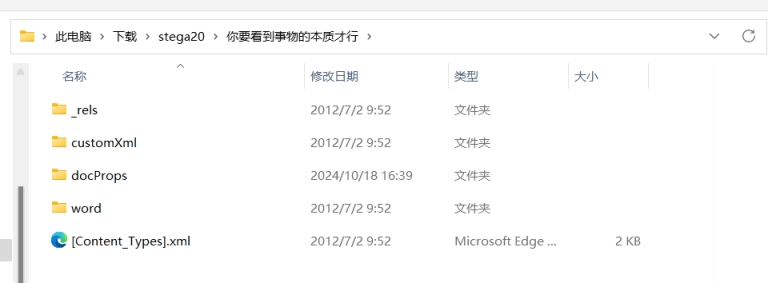 此电脑 › 下载 › stega20 › 你要看到事物的本质才行 ›
名称 修改日期 类型 大小
_rels 2012/7/2 9:52 文件夹
customXml 2012/7/2 9:52 文件夹
docProps 2024/10/18 16:39 文件夹
word 2012/7/2 9:52 文件夹
[Content_Types].xml 2012/7/2 9:52 Microsoft Edge ... 2 KB